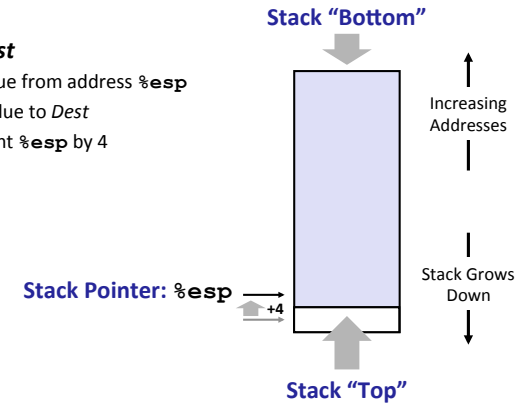 Stack “Bottom”
st
ue from address %esp
lue to Dest
nt %esp by 4
Increasing
Addresses
Stack Grows
Down
Stack Pointer: %esp
+4
Stack “Top”